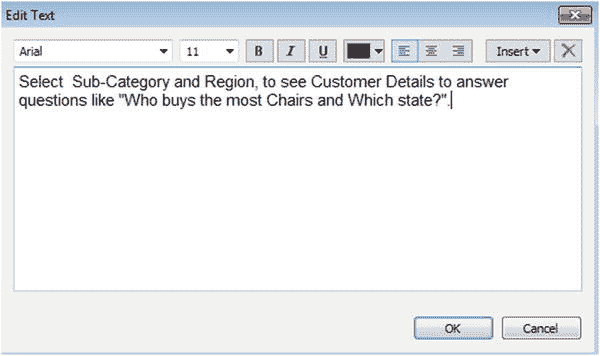 Edit Text
Arial 11 B I U Insert
Select  Sub-Category and Region, to see Customer Details to answer
questions like "Who buys the most Chairs and Which state?".
OK Cancel